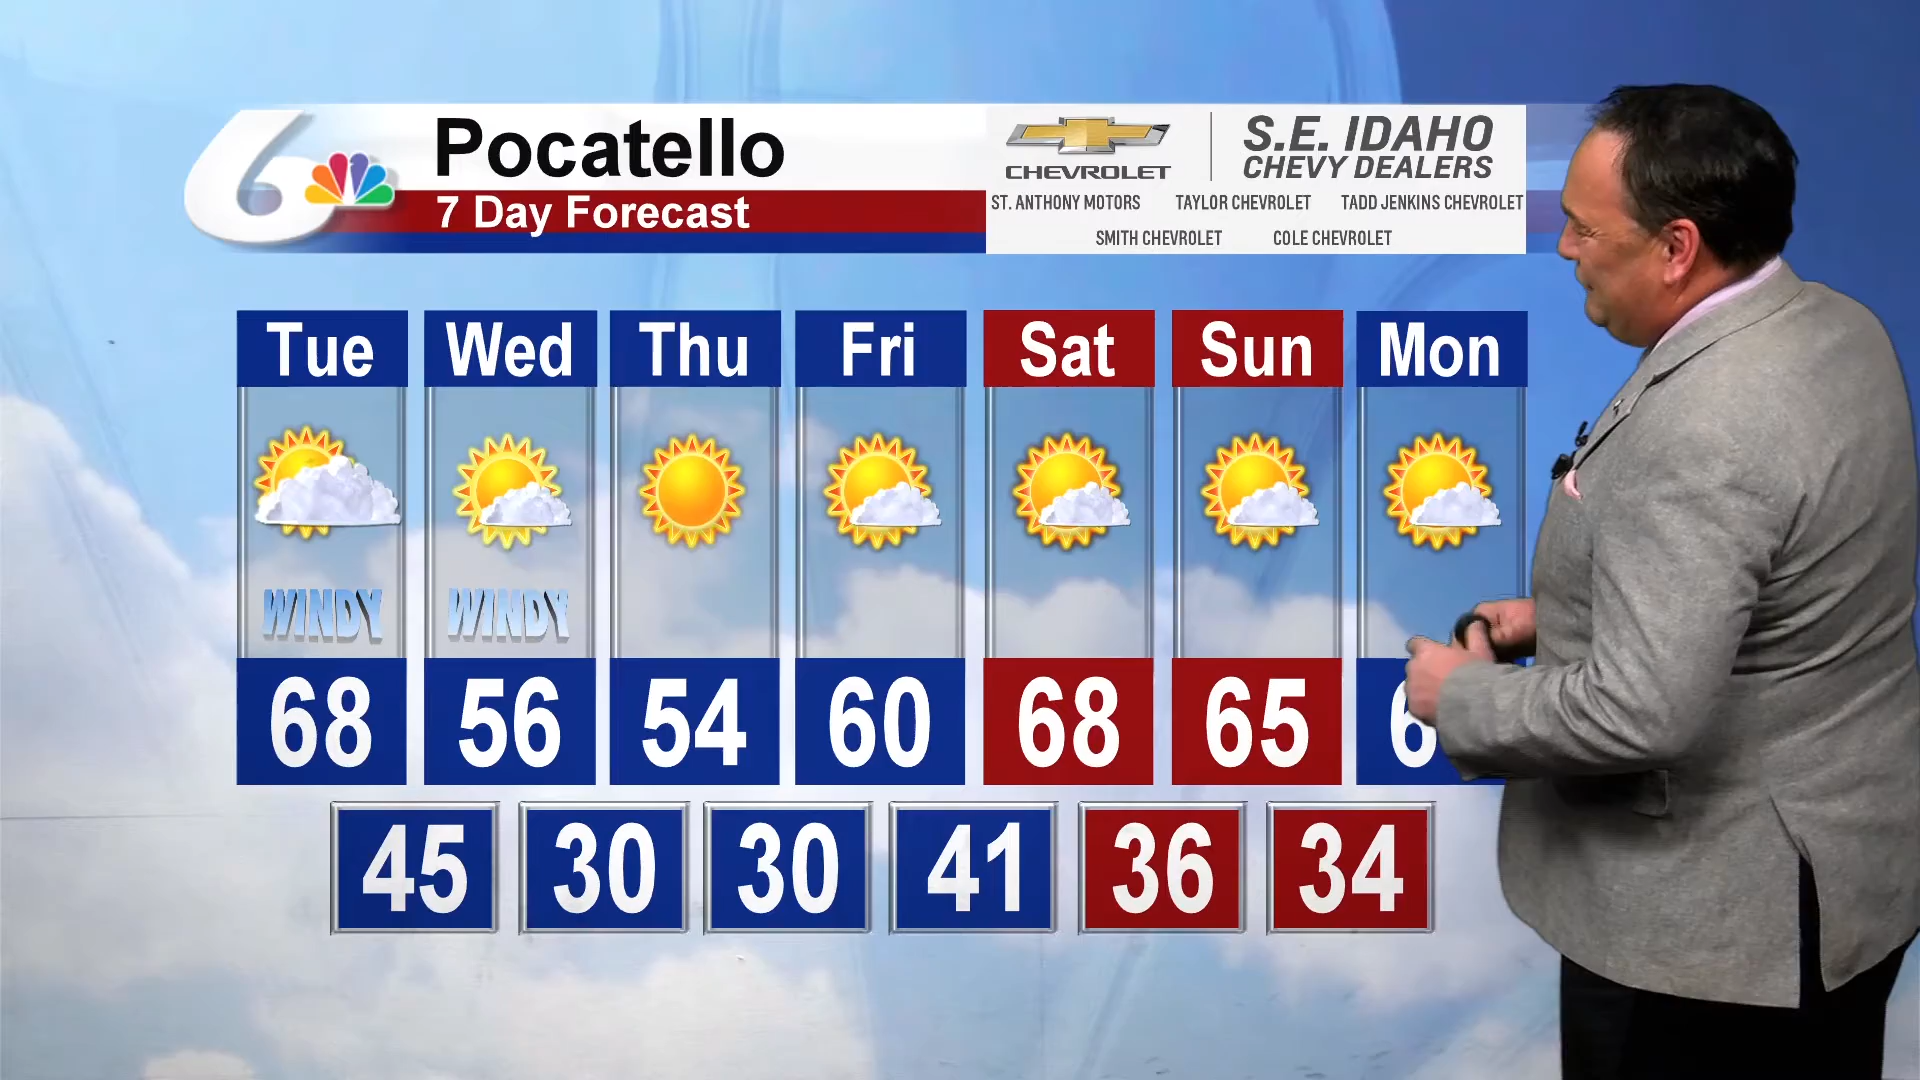 6
Pocatello
7 Day Forecast
CHEVROLET
S.E. IDAHO
CHEVY DEALERS
ST. ANTHONY MOTORS TAYLOR CHEVROLET TADD JENKINS CHEVROLET
SMITH CHEVROLET COLE CHEVROLET
Tue Wed Thu Fri Sat Sun Mon
WINDY WINDY
68 56 54 60 68 65
45 30 30 41 36 34